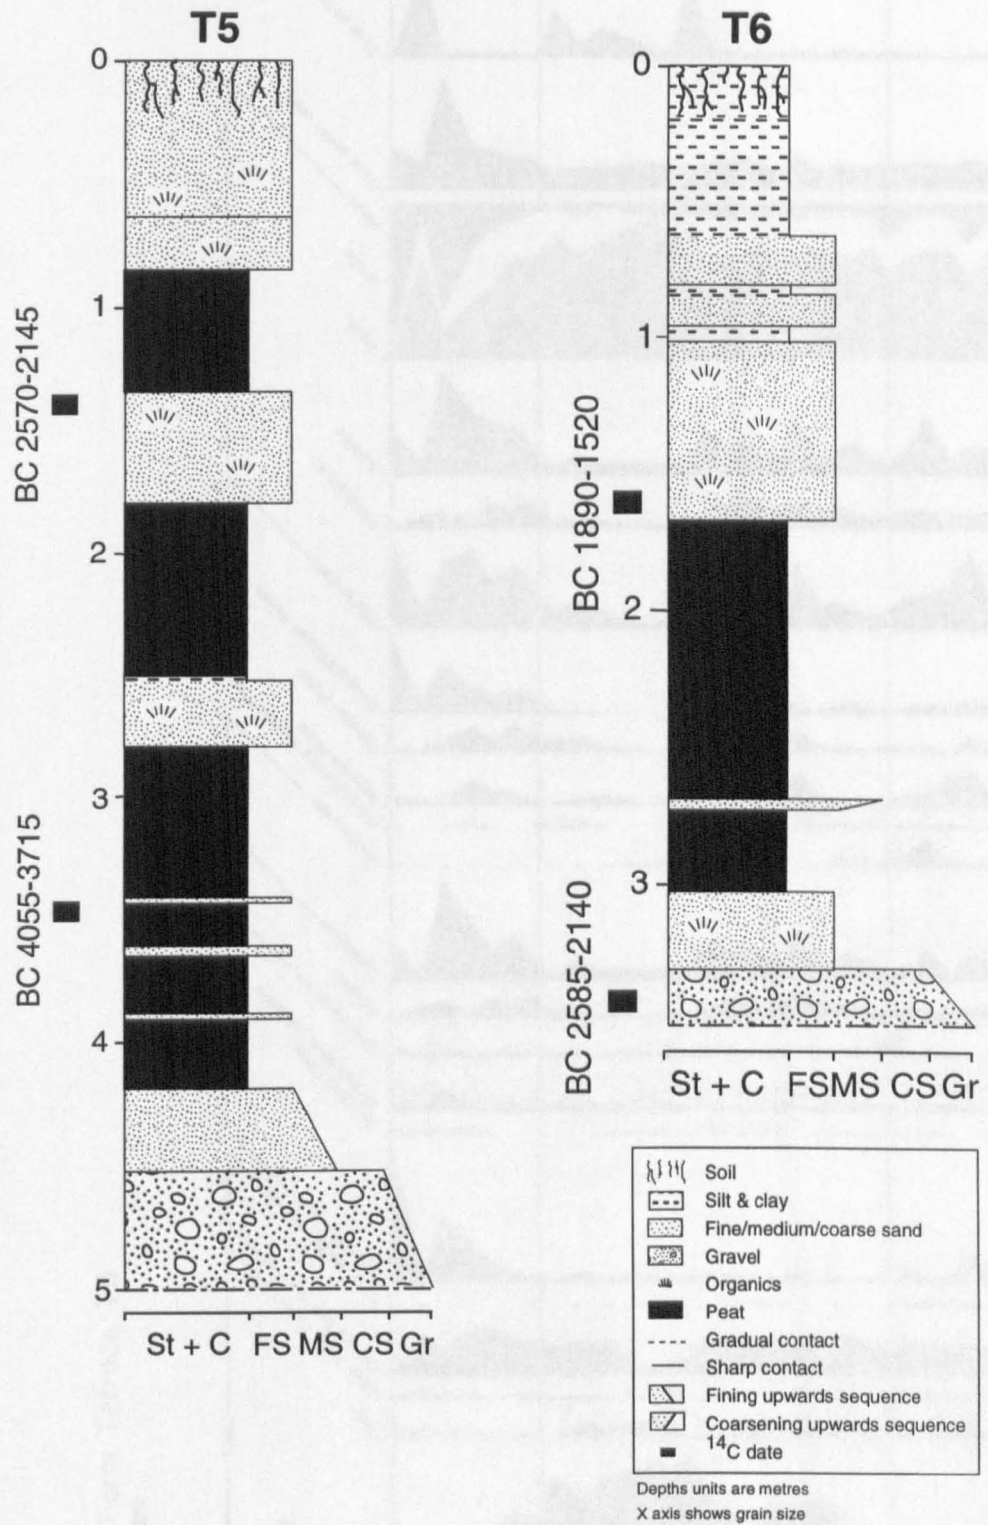 T5
0
1
2
3
4
5
BC 2570-2145
BC 4055-3715
St + C FS MS CS Gr
T6
0
1
2
3
BC 1890-1520
BC 2585-2140
St + C FS MS CS Gr
Soil
Silt & clay
Fine/medium/coarse sand
Gravel
Organics
Peat
Gradual contact
Sharp contact
Fining upwards sequence
Coarsening upwards sequence
14C date
Depths units are metres
X axis shows grain size